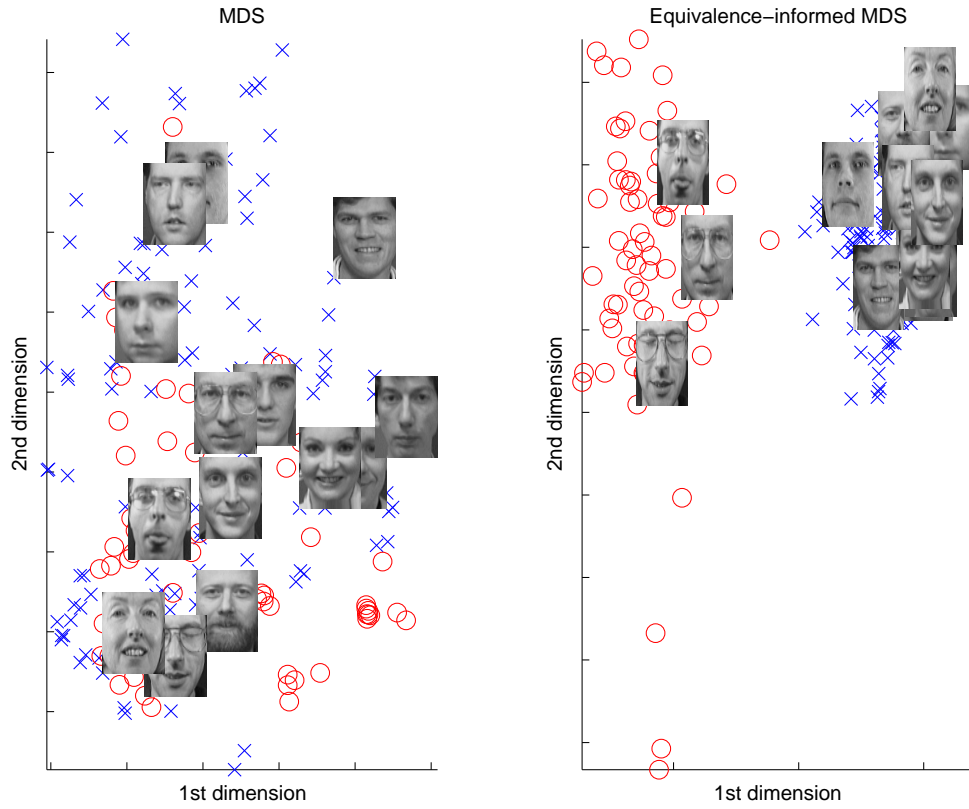 MDS
2nd dimension
1st dimension
Equivalence−informed MDS
2nd dimension
1st dimension